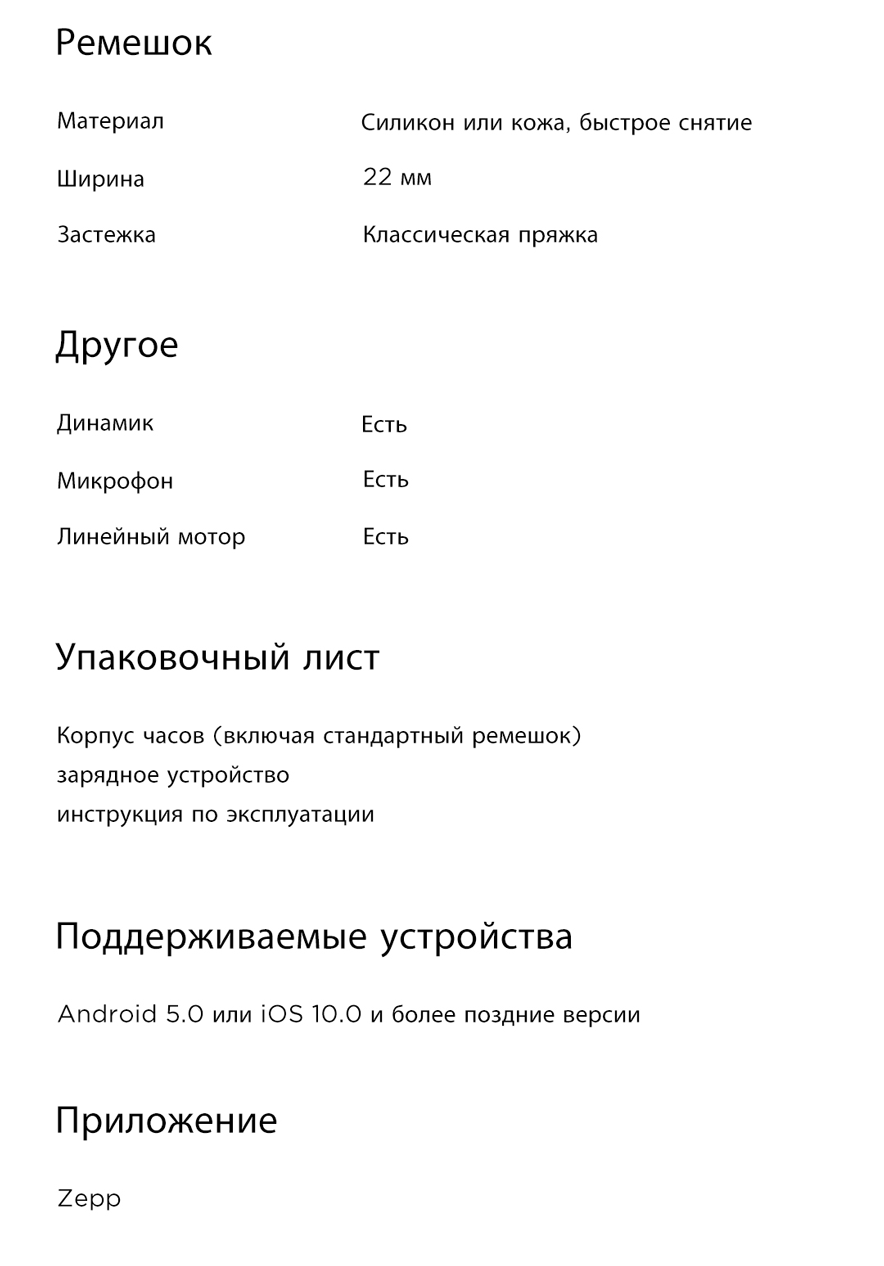 Ремешок
Материал Силикон или кожа, быстрое снятие
Ширина 22 мм
Застежка Классическая пряжка
Другое
Динамик Есть
Микрофон Есть
Линейный мотор Есть
Упаковочный лист
Корпус часов (включая стандартный ремешок)
зарядное устройство
инструкция по эксплуатации
Поддерживаемые устройства
Android 5.0 или iOS 10.0 и более поздние версии
Приложение
Zepp